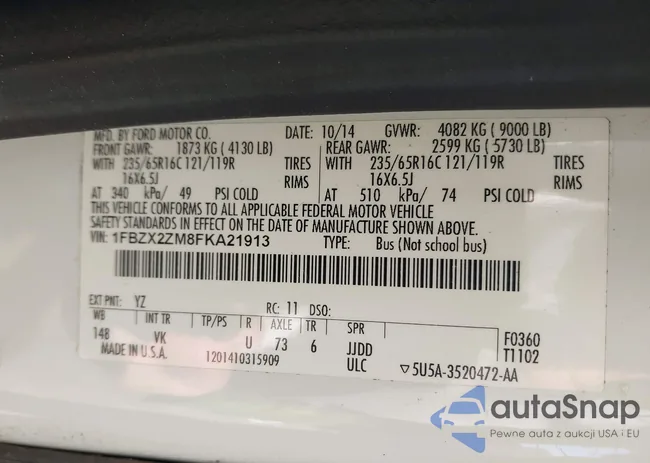 MFD. BY FORD MOTOR CO. DATE: 10/14 GVWR: 4082 KG ( 9000 LB)
FRONT GAWR: 1873 KG ( 4130 LB) REAR GAWR: 2599 KG ( 5730 LB)
WITH 235/65R16C 121/119R TIRES WITH 235/65R16C 121/119R TIRES
16X6.5J RIMS 16X6.5J RIMS
AT 340 kPa/ 49 PSI COLD AT 510 kPa/ 74 PSI COLD
THIS VEHICLE CONFORMS TO ALL APPLICABLE FEDERAL MOTOR VEHICLE
SAFETY STANDARDS IN EFFECT ON THE DATE OF MANUFACTURE SHOWN ABOVE.
VIN: 1FBZX2ZM8FKA21913 TYPE: Bus (Not school bus)
EXT PNT: YZ RC: 11 DSO:
WB INT TR TP/PS R AXLE TR SPR F0360
148 VK U 73 6 JJDD T1102
MADE IN U.S.A. 1201410315909 ULC ▽5U5A-3520472-AA
autaSnap
Pewne auta z aukcji USA i EU